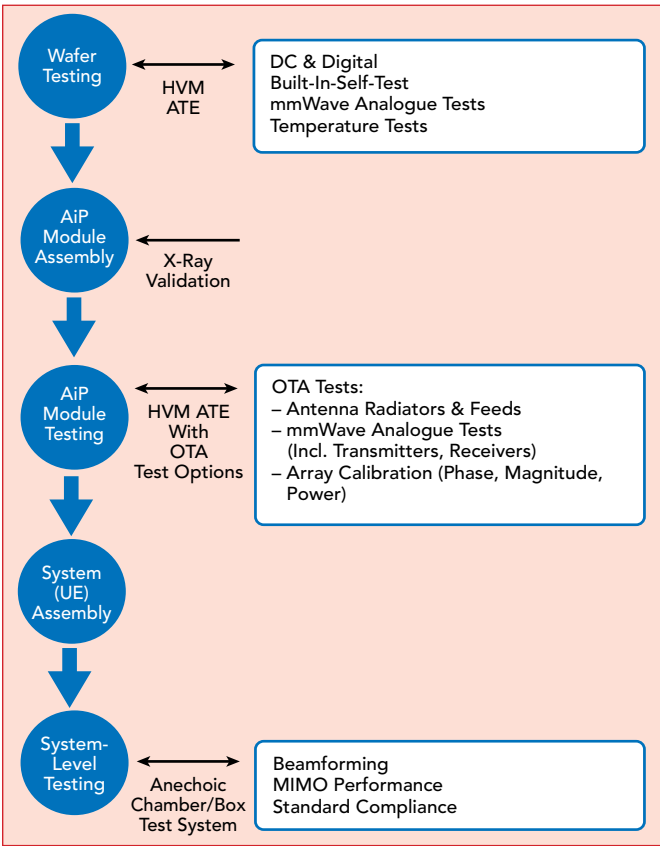 Wafer
Testing
HVM
ATE
DC & Digital
Built-In-Self-Test
mmWave Analogue Tests
Temperature Tests
AiP
Module
Assembly
X-Ray
Validation
AiP
Module
Testing
HVM ATE
With
OTA
Test Options
OTA Tests:
– Antenna Radiators & Feeds
– mmWave Analogue Tests
(Incl. Transmitters, Receivers)
– Array Calibration (Phase, Magnitude,
Power)
System
(UE)
Assembly
System-
Level
Testing
Anechoic
Chamber/Box
Test System
Beamforming
MIMO Performance
Standard Compliance